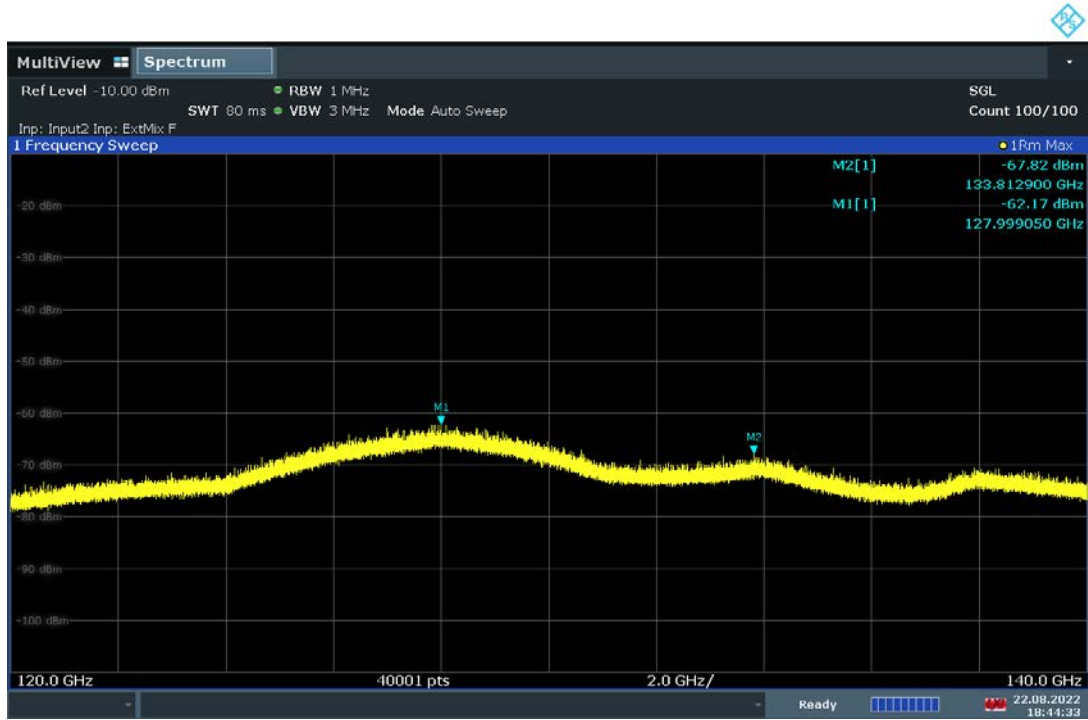 MultiView Spectrum
Ref Level -10.00 dBm RBW 1 MHz SGL
SWT 80 ms VBW 3 MHz Mode Auto Sweep Count 100/100
Inp: Input2 Inp: ExtMix F
1 Frequency Sweep 1Rm Max
M2[1] -67.82 dBm
133.812900 GHz
-20 dBm M1[1] -62.17 dBm
127.999050 GHz
-30 dBm
-40 dBm
-50 dBm
M1
-60 dBm
M2
-70 dBm
-80 dBm
-90 dBm
-100 dBm
120.0 GHz 40001 pts 2.0 GHz/ 140.0 GHz
Ready 22.08.2022
18:44:33